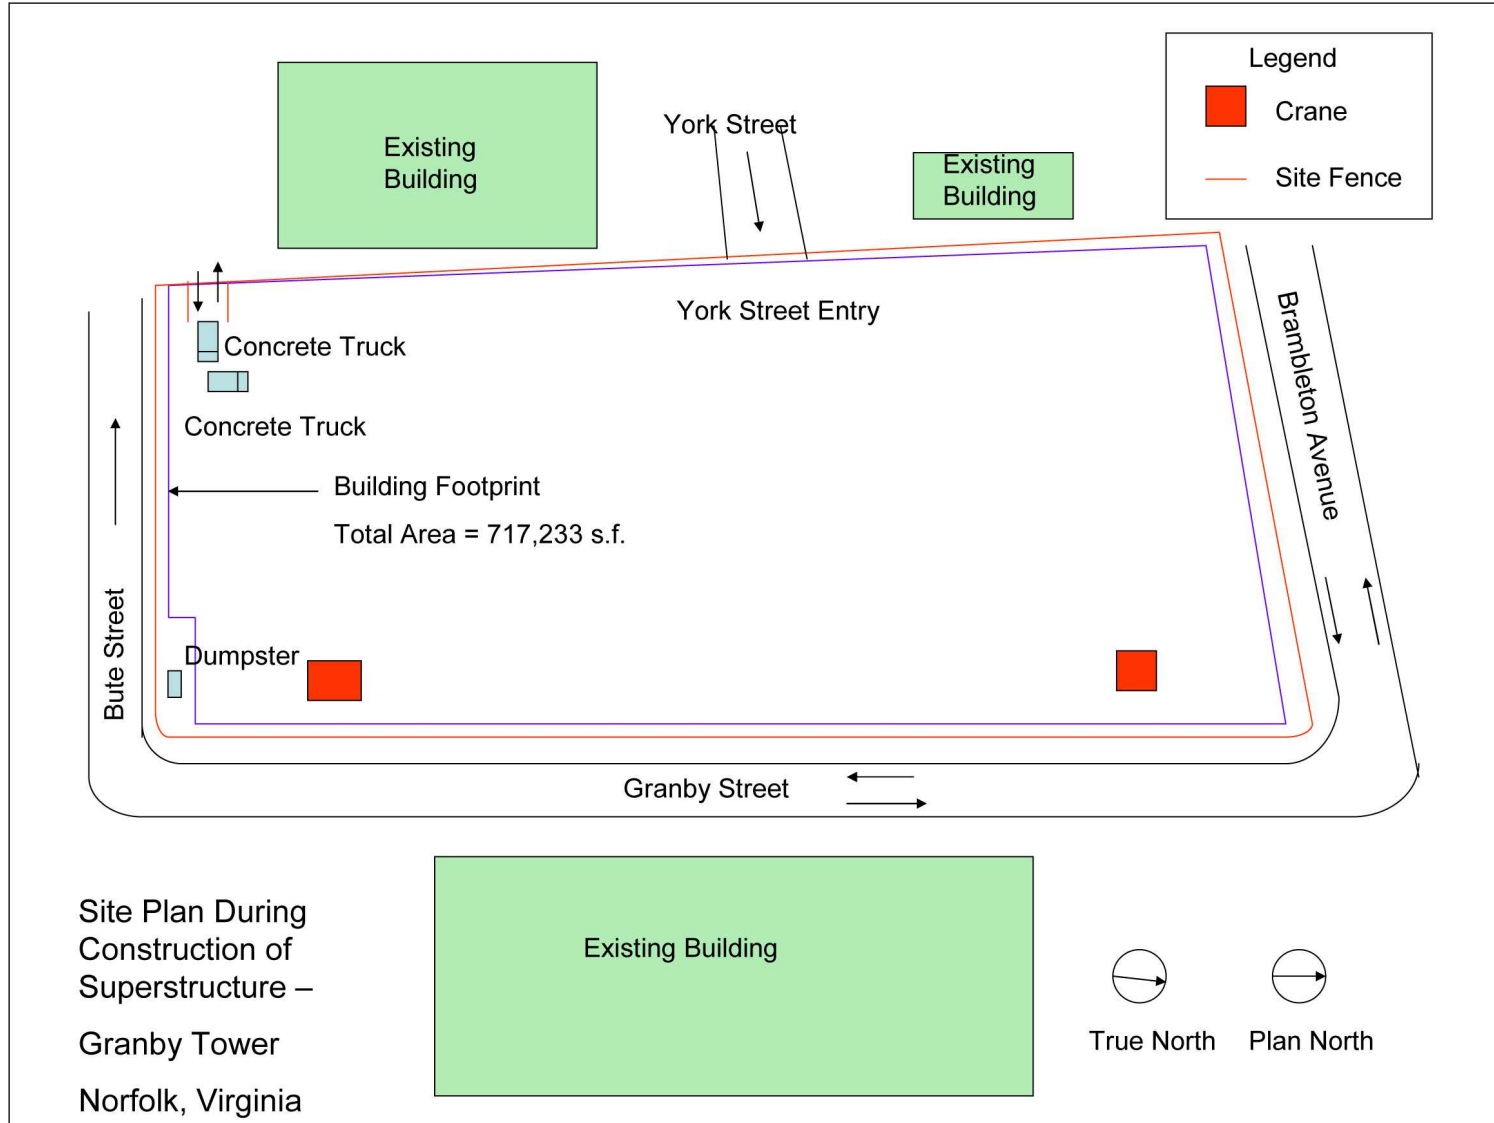 Legend
Crane
Site Fence
Existing
Building
York Street
Existing
Building
York Street Entry
Concrete Truck
Concrete Truck
Building Footprint
Total Area = 717,233 s.f.
Brambleton Avenue
Bute Street
Dumpster
Granby Street
Site Plan During
Construction of
Superstructure –
Granby Tower
Norfolk, Virginia
Existing Building
True North
Plan North